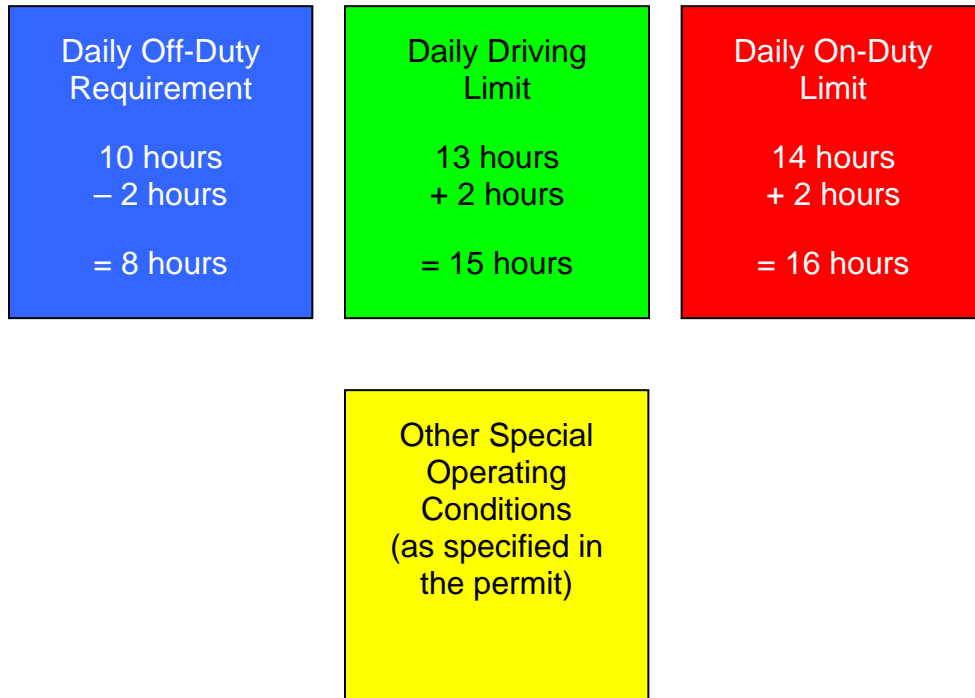 Daily Off-Duty
Requirement
10 hours
– 2 hours
= 8 hours
Daily Driving
Limit
13 hours
+ 2 hours
= 15 hours
Daily On-Duty
Limit
14 hours
+ 2 hours
= 16 hours
Other Special
Operating
Conditions
(as specified in
the permit)